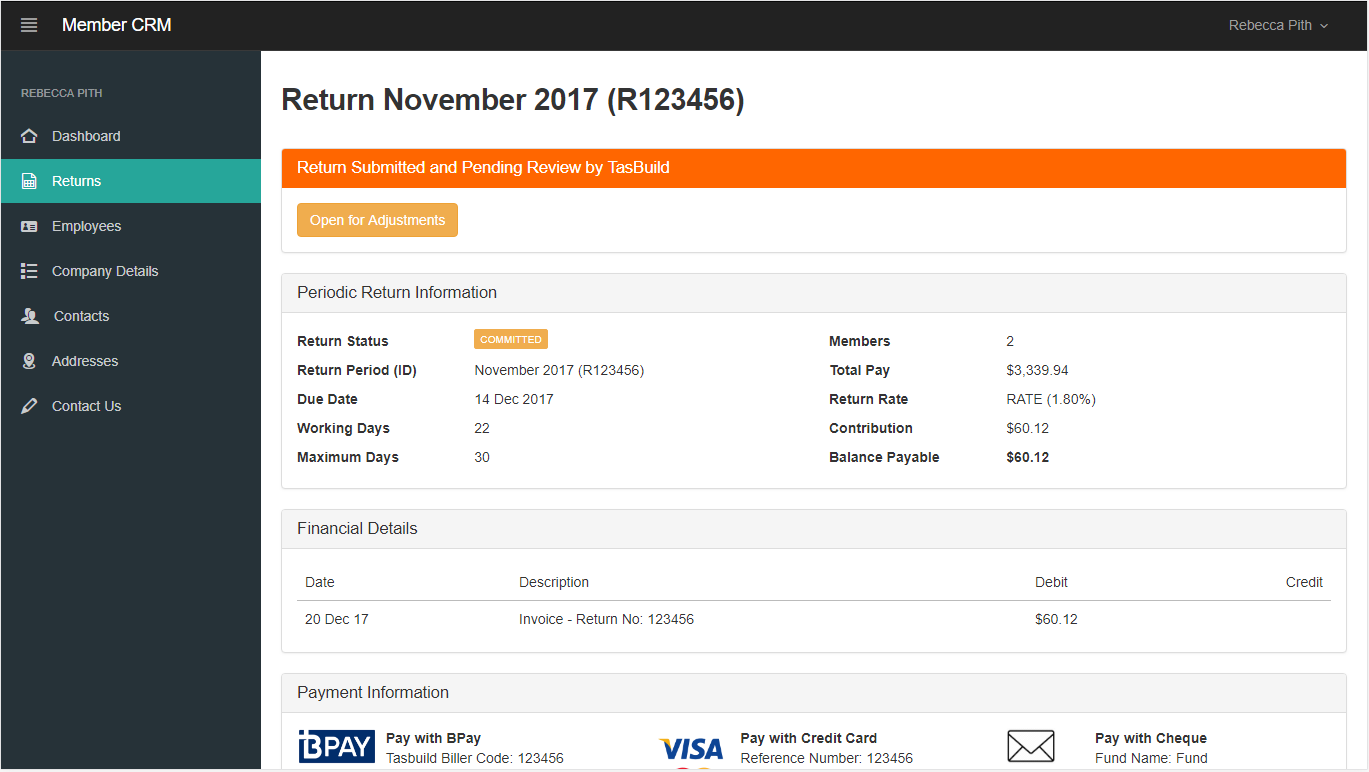 Member CRM
Rebecca Pith
REBECCA PITH
Dashboard
Returns
Employees
Company Details
Contacts
Addresses
Contact Us
Return November 2017 (R123456)
Return Submitted and Pending Review by TasBuild
Open for Adjustments
Periodic Return Information
Return Status COMMITTED
Return Period (ID) November 2017 (R123456)
Due Date 14 Dec 2017
Working Days 22
Maximum Days 30
Members 2
Total Pay $3,339.94
Return Rate RATE (1.80%)
Contribution $60.12
Balance Payable $60.12
Financial Details
Date Description Debit Credit
20 Dec 17 Invoice - Return No: 123456 $60.12
Payment Information
BPAY
Pay with BPay
Tasbuild Biller Code: 123456
VISA
Pay with Credit Card
Reference Number: 123456
Pay with Cheque
Fund Name: Fund